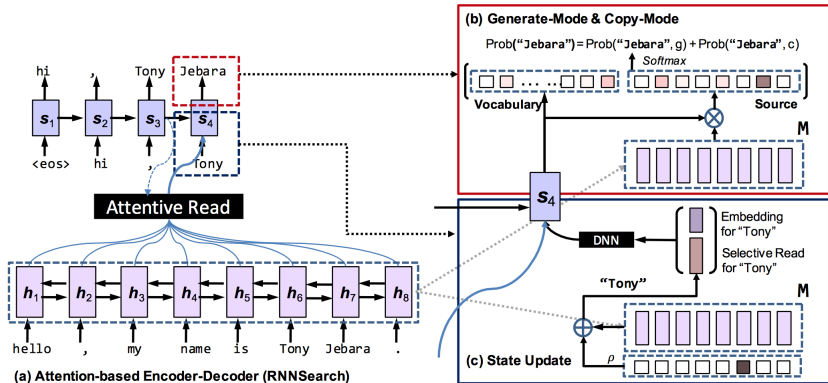 (b) Generate-Mode & Copy-Mode
Prob("Jebara") = Prob("Jebara", g) + Prob("Jebara", c)
Softmax
... ...
Vocabulary
Source
M
hi , Tony Jebara
s1 s2 s3 s4
<eos> hi , Tony
Attentive Read
h1 h2 h3 h4 h5 h6 h7 h8
hello , my name is Tony Jebara .
(a) Attention-based Encoder-Decoder (RNNSearch)
s4
DNN
Embedding
for "Tony"
Selective Read
for "Tony"
"Tony"
M
ρ
(c) State Update